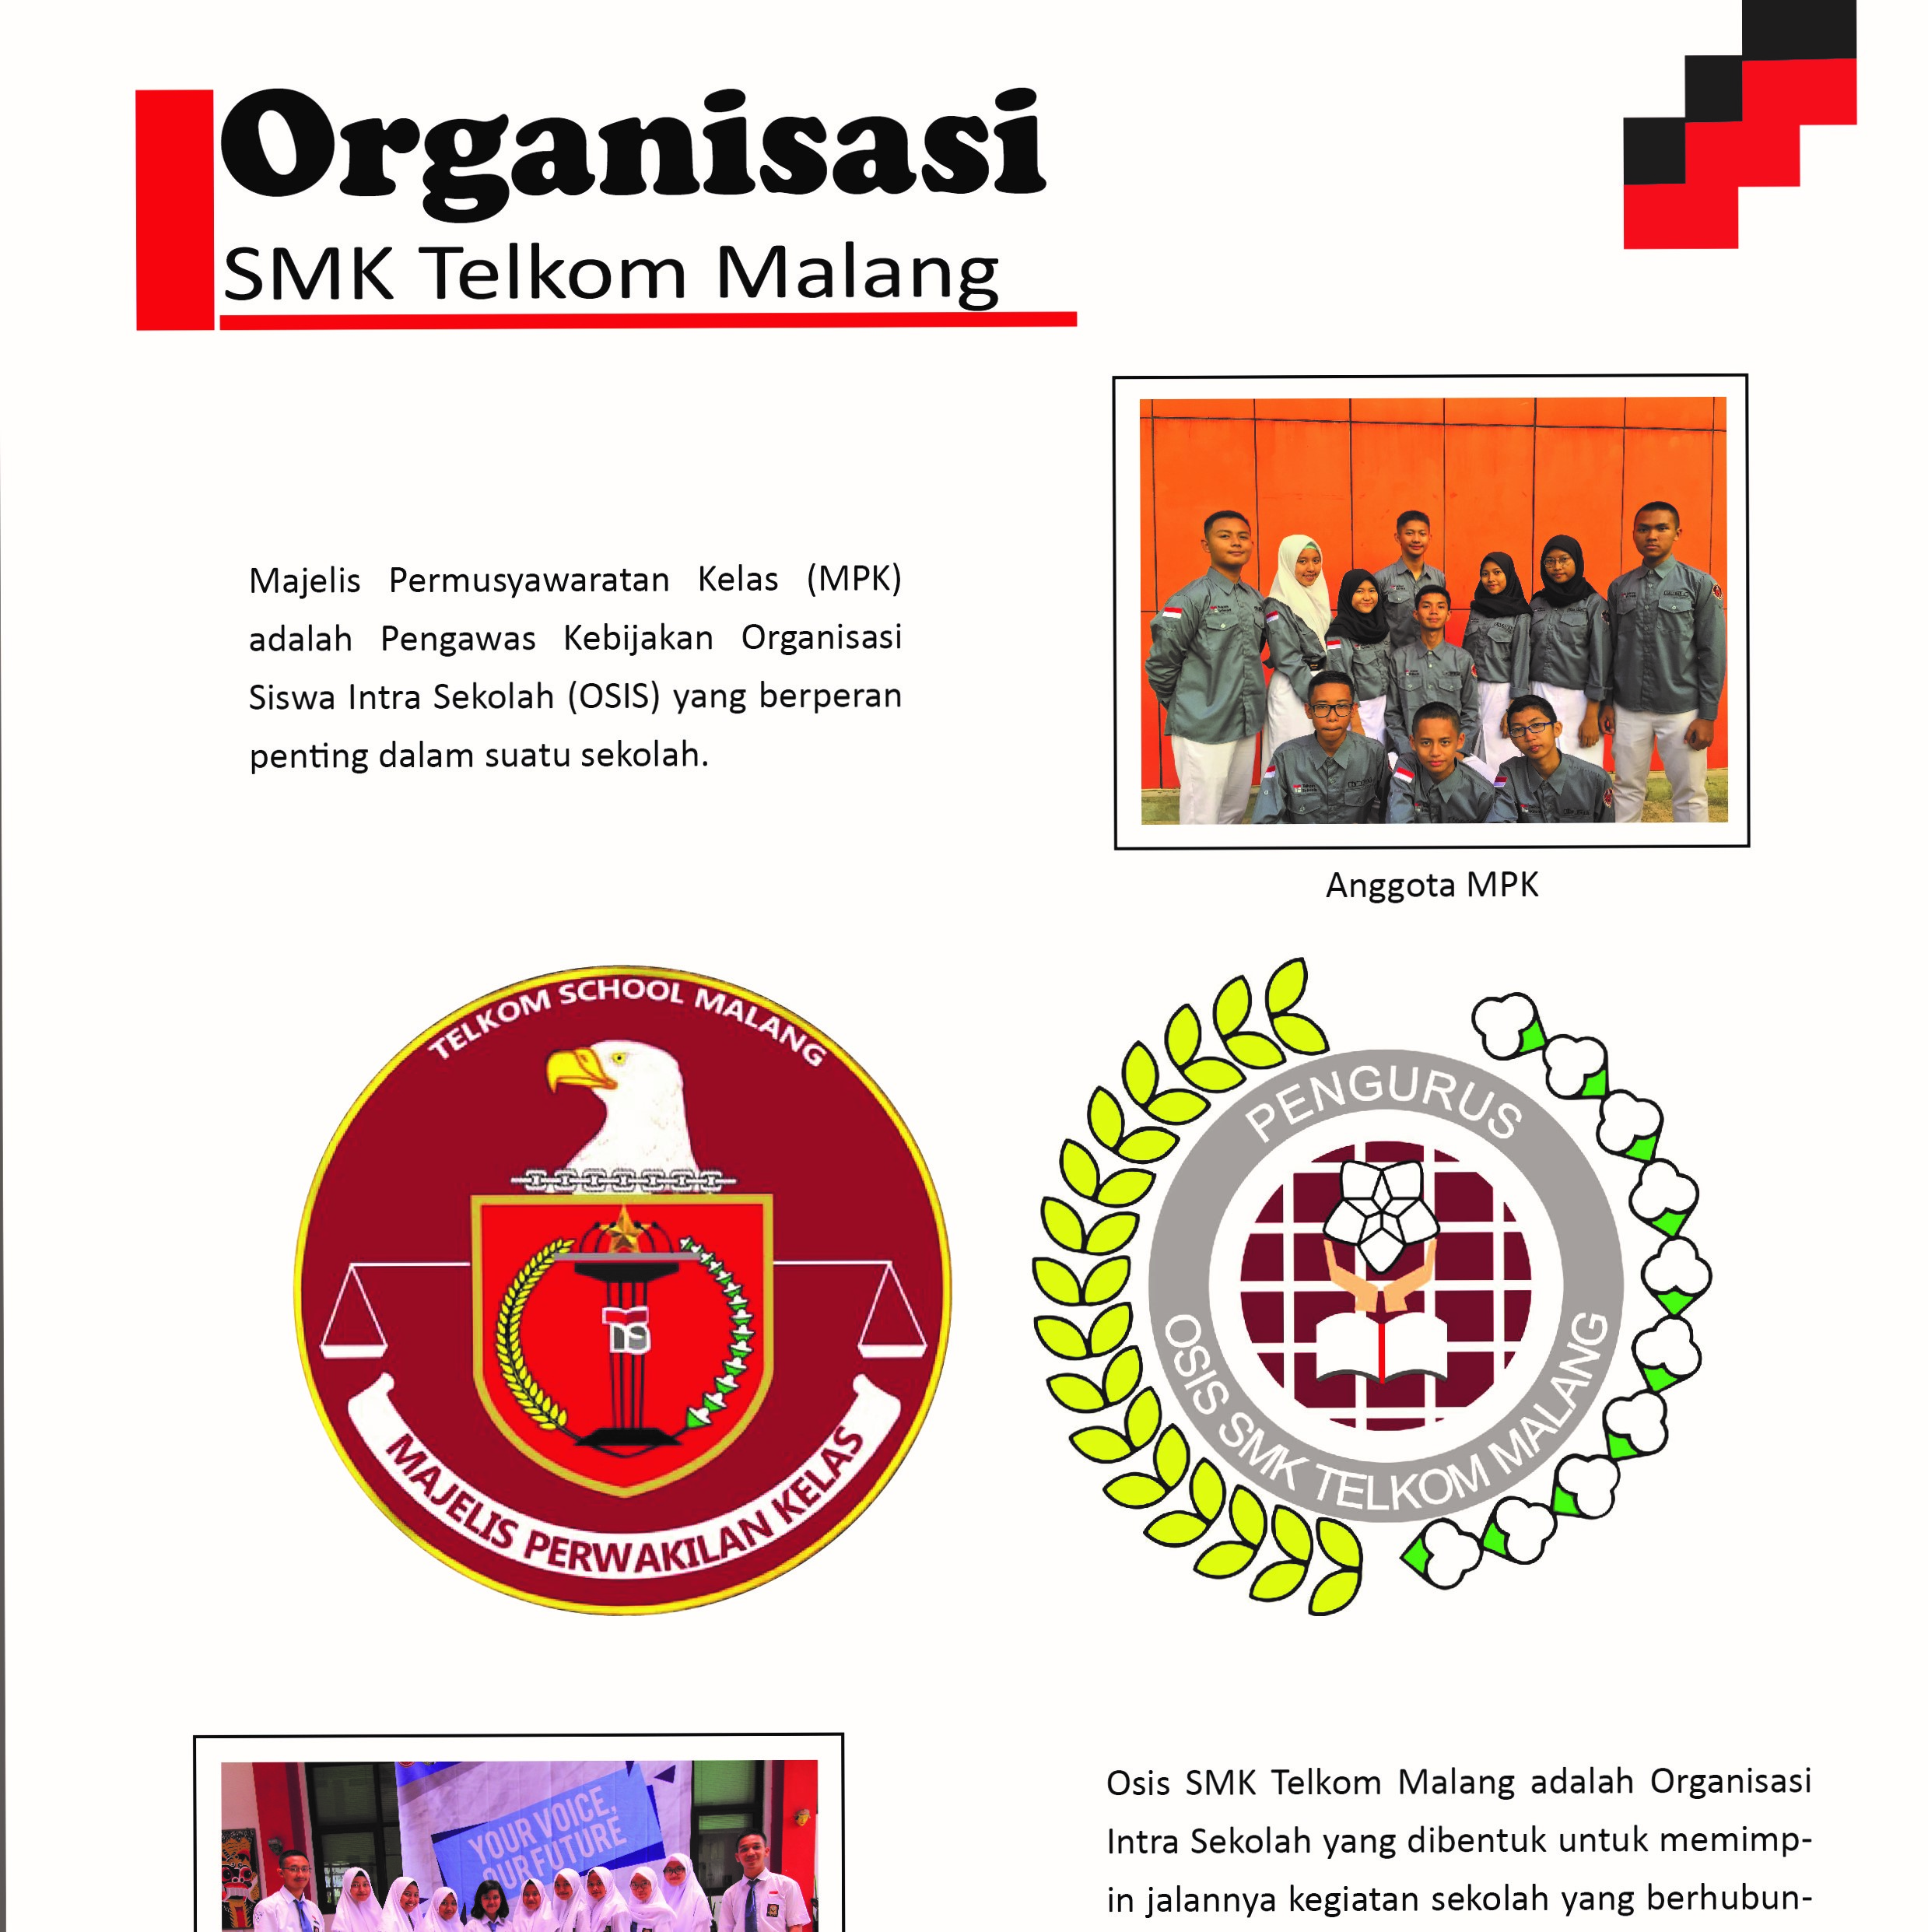 Organisasi
SMK Telkom Malang
Majelis Permusyawaratan Kelas (MPK)
adalah Pengawas Kebijakan Organisasi
Siswa Intra Sekolah (OSIS) yang berperan
penting dalam suatu sekolah.
Anggota MPK
TELKOM SCHOOL MALANG
MAJELIS PERWAKILAN KELAS
PENGURUS
OSIS SMK TELKOM MALANG
YOUR VOICE,
OUR FUTURE
Osis SMK Telkom Malang adalah Organisasi
Intra Sekolah yang dibentuk untuk memimp-
in jalannya kegiatan sekolah yang berhubun-